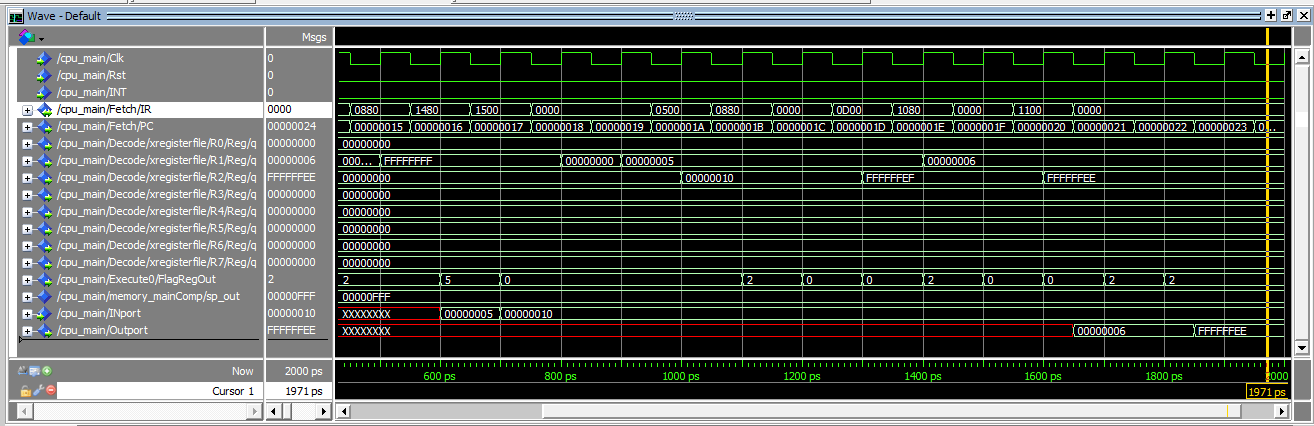 Wave - Default
Msgs
/cpu_main/Clk 0
/cpu_main/Rst 0
/cpu_main/INT 0
/cpu_main/Fetch/IR 0000 0880 1480 1500 0000 0500 0880 0000 0D00 1080 0000 1100 0000
/cpu_main/Fetch/PC 00000024 00000015 00000016 00000017 00000018 00000019 0000001A 0000001B 0000001C 0000001D 0000001E 0000001F 00000020 00000021 00000022 00000023 0...
/cpu_main/Decode/xregisterfile/R0/Reg/q 00000000 00000000
/cpu_main/Decode/xregisterfile/R1/Reg/q 00000006 000... FFFFFFFF 00000000 00000005 00000006
/cpu_main/Decode/xregisterfile/R2/Reg/q FFFFFFEE 00000000 00000010 FFFFFFEF FFFFFFEE
/cpu_main/Decode/xregisterfile/R3/Reg/q 00000000 00000000
/cpu_main/Decode/xregisterfile/R4/Reg/q 00000000 00000000
/cpu_main/Decode/xregisterfile/R5/Reg/q 00000000 00000000
/cpu_main/Decode/xregisterfile/R6/Reg/q 00000000 00000000
/cpu_main/Decode/xregisterfile/R7/Reg/q 00000000 00000000
/cpu_main/Execute0/FlagRegOut 2 2 5 0 2 0 0 2 0 0 2 2
/cpu_main/memory_mainComp/sp_out 00000FFF 00000FFF
/cpu_main/INport 00000010 XXXXXXXX 00000005 00000010
/cpu_main/Outport FFFFFFEE XXXXXXXX 00000006 FFFFFFEE
Now 2000 ps 600 ps 800 ps 1000 ps 1200 ps 1400 ps 1600 ps 1800 ps 2000
Cursor 1 1971 ps 1971 ps